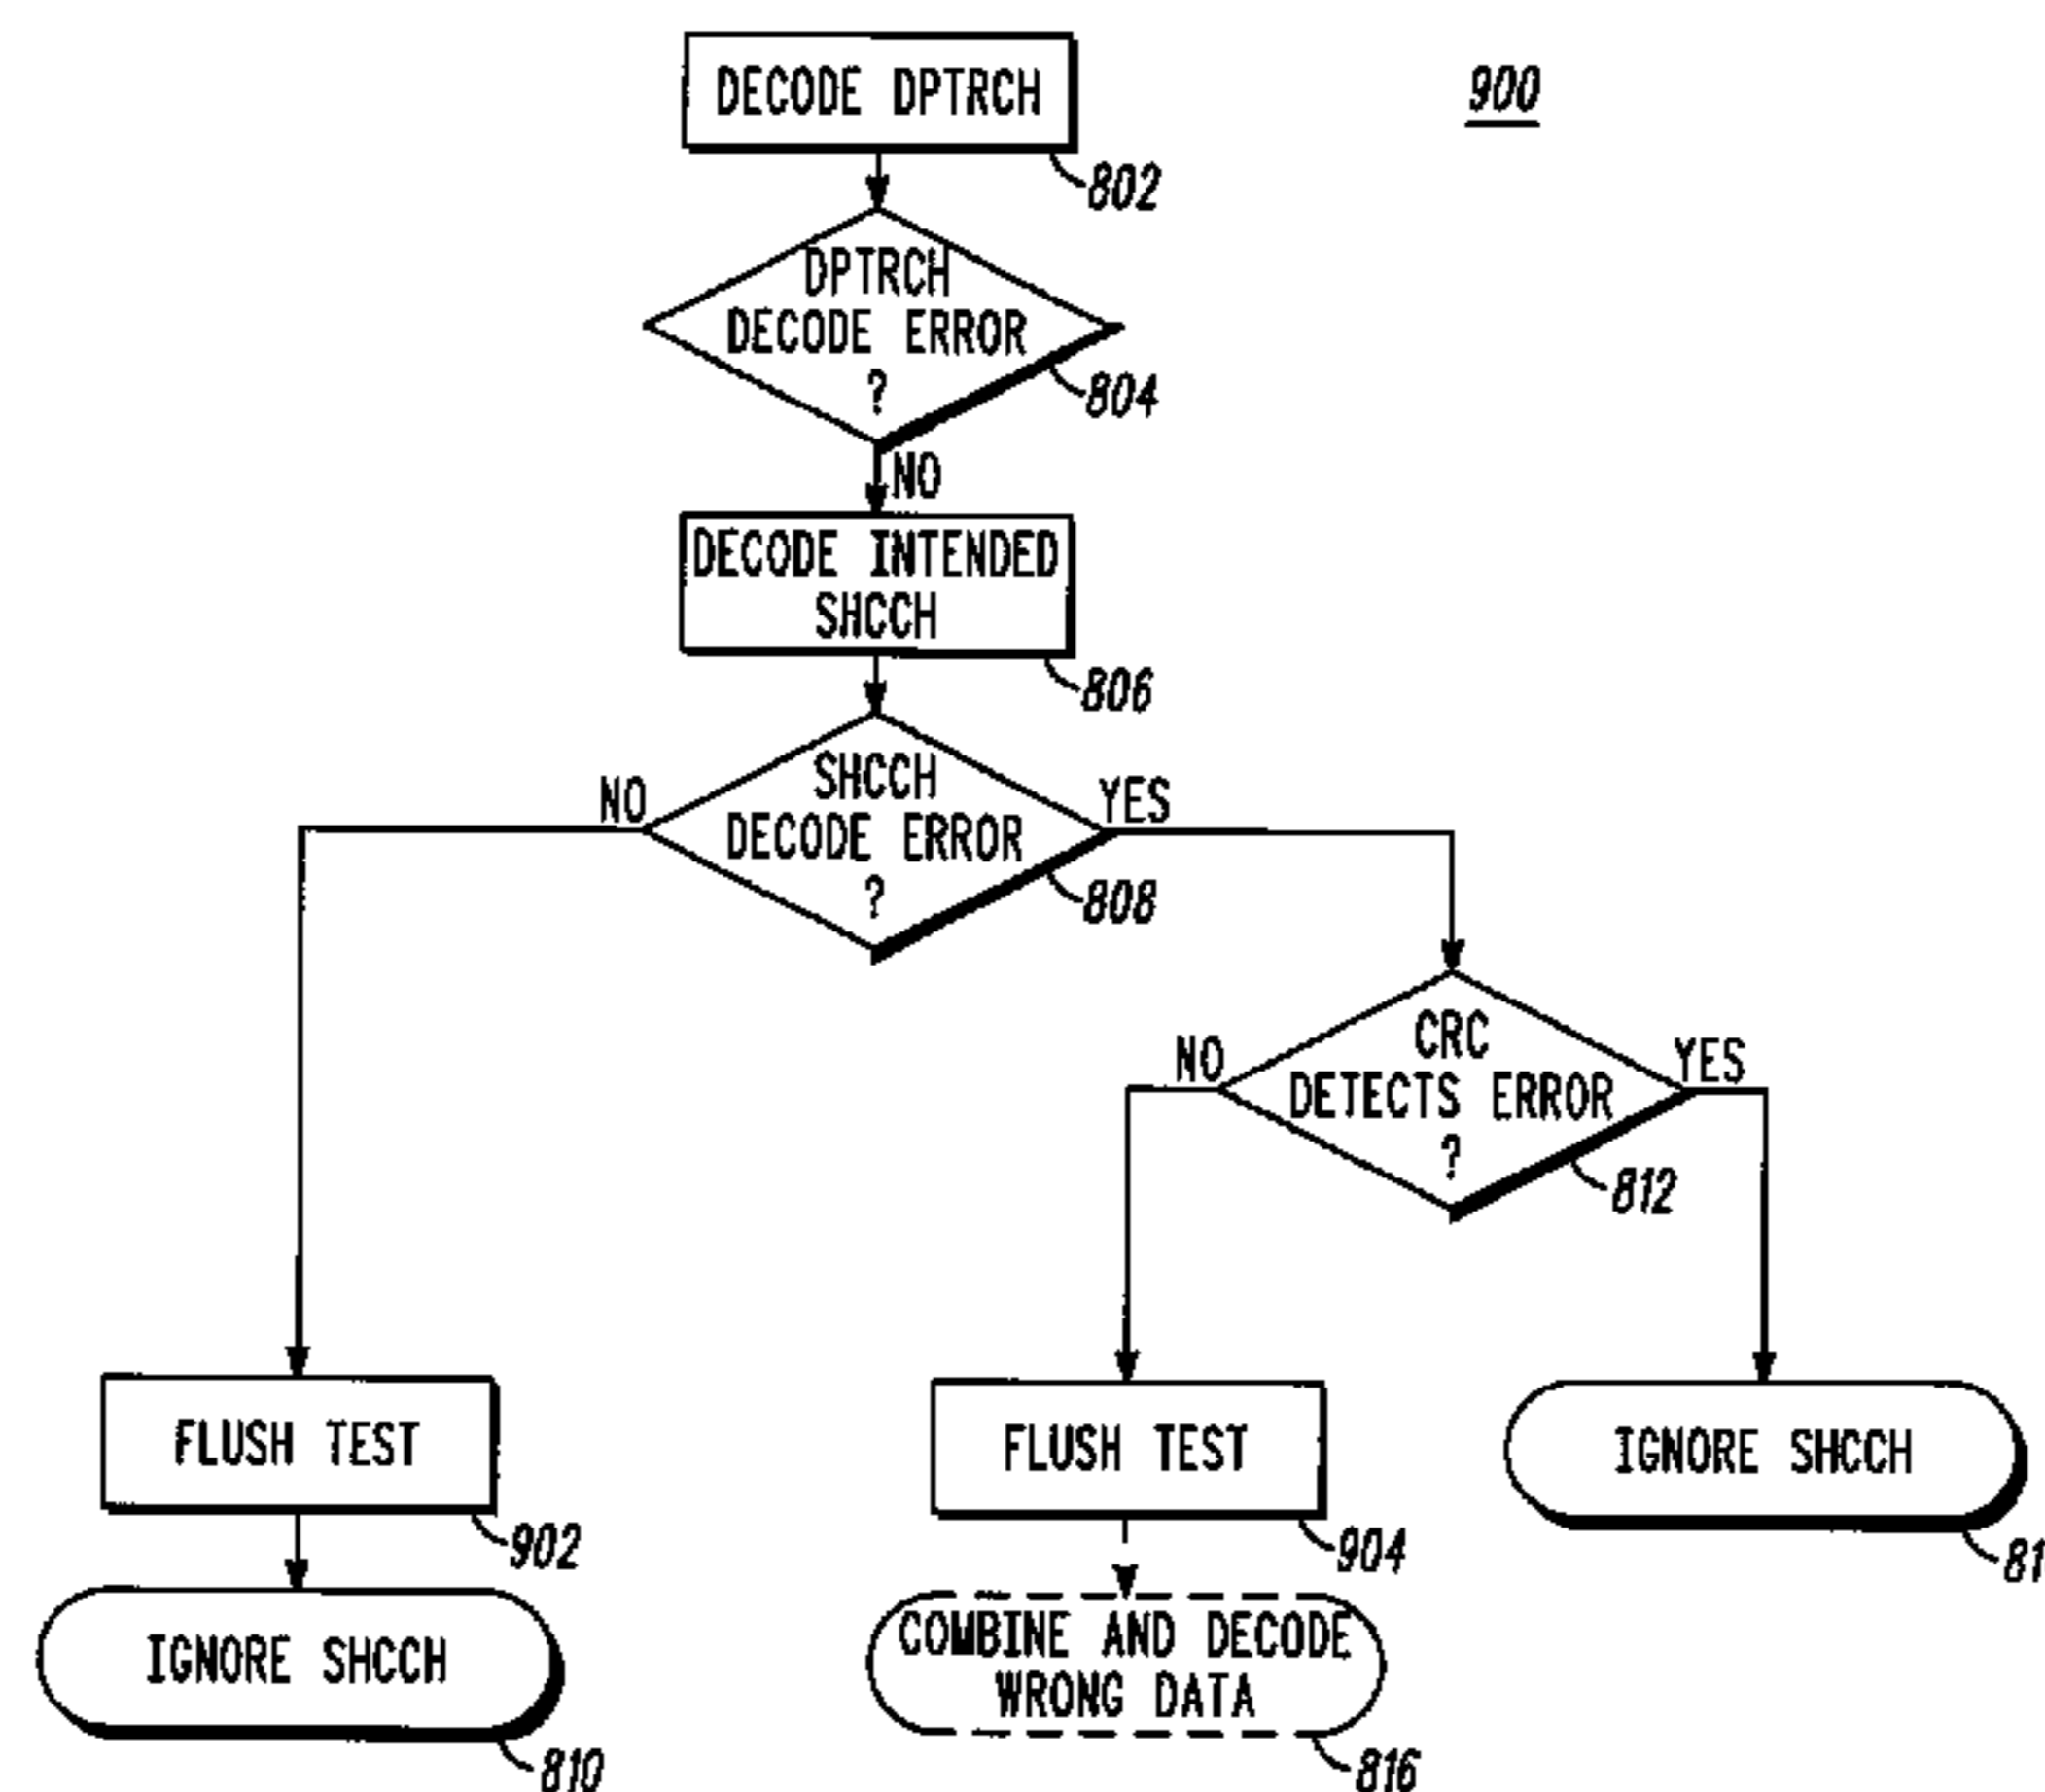 900
DECODE DPTRCH
802
DPTRCH
DECODE ERROR
?
804
NO
DECODE INTENDED
SHCCH
806
SHCCH
DECODE ERROR
?
NO
YES
808
CRC
DETECTS ERROR
?
NO
YES
812
FLUSH TEST
902
FLUSH TEST
904
IGNORE SHCCH
81
IGNORE SHCCH
810
COMBINE AND DECODE
WRONG DATA
816